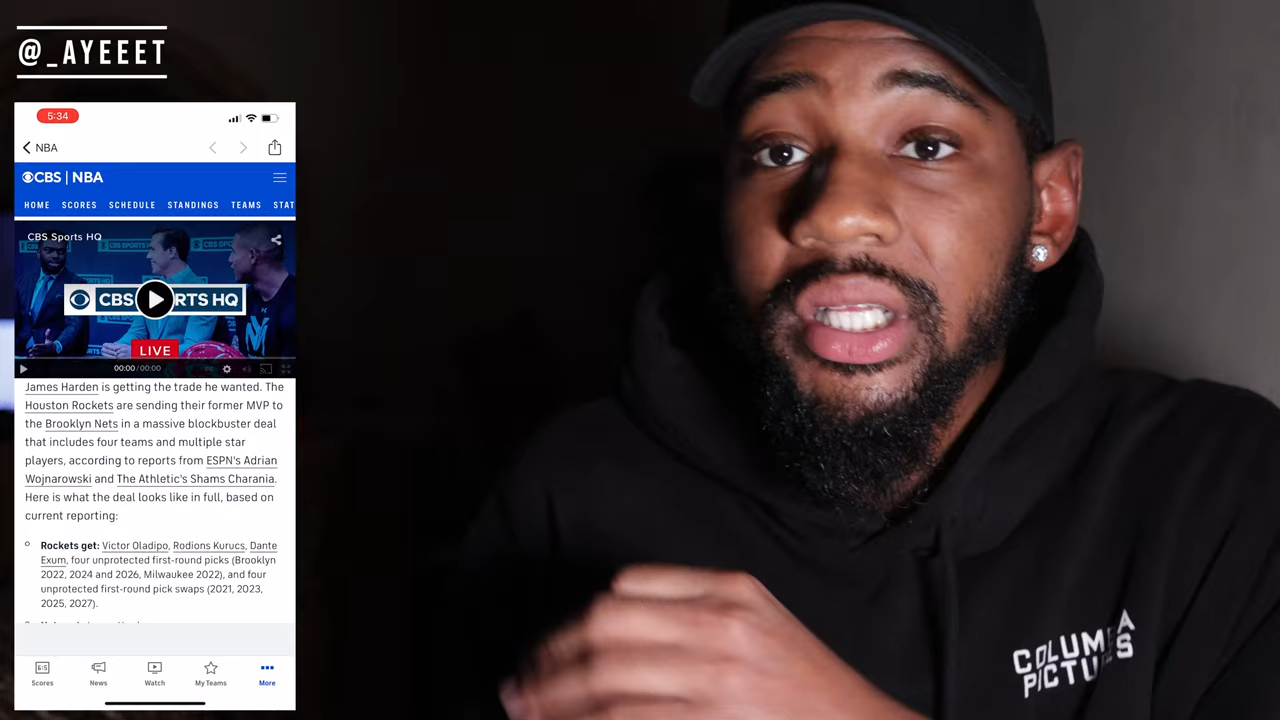 @_AYEEET
5:34
NBA
CBS | NBA
HOME SCORES SCHEDULE STANDINGS TEAMS STAT
CBS Sports HQ
CBS RTS HQ
LIVE
00:00 / 00:00
James Harden is getting the trade he wanted. The
Houston Rockets are sending their former MVP to
the Brooklyn Nets in a massive blockbuster deal
that includes four teams and multiple star
players, according to reports from ESPN's Adrian
Wojnarowski and The Athletic's Shams Charania.
Here is what the deal looks like in full, based on
current reporting:
Rockets get: Victor Oladipo, Rodions Kurucs, Dante
Exum, four unprotected first-round picks (Brooklyn
2022, 2024 and 2026, Milwaukee 2022), and four
unprotected first-round pick swaps (2021, 2023,
2025, 2027).
Scores News Watch My Teams More
COLUMBIA
PICTURES